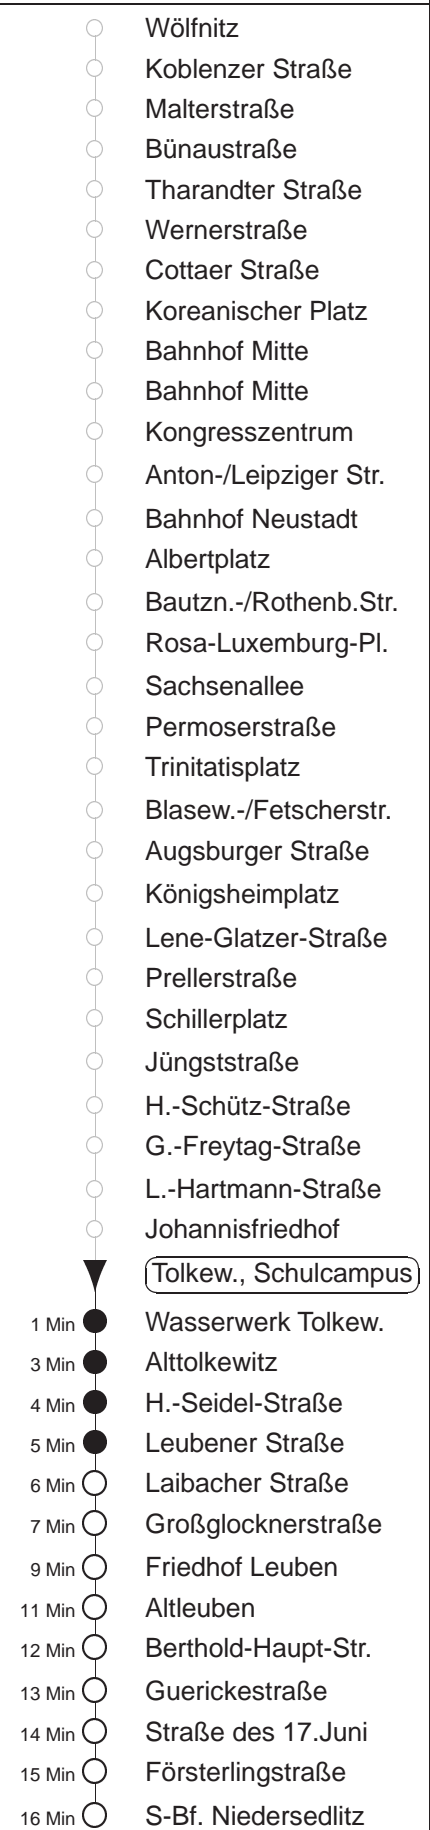 Wölfnitz
Koblenzer Straße
Malterstraße
Bünaustraße
Tharandter Straße
Wernerstraße
Cottaer Straße
Koreanischer Platz
Bahnhof Mitte
Bahnhof Mitte
Kongresszentrum
Anton-/Leipziger Str.
Bahnhof Neustadt
Albertplatz
Bautzn.-/Rothenb.Str.
Rosa-Luxemburg-Pl.
Sachsenallee
Permoserstraße
Trinitatisplatz
Blasew.-/Fetscherstr.
Augsburger Straße
Königsheimplatz
Lene-Glatzer-Straße
Prellerstraße
Schillerplatz
Jüngststraße
H.-Schütz-Straße
G.-Freytag-Straße
L.-Hartmann-Straße
Johannisfriedhof
Tolkew., Schulcampus
1 Min Wasserwerk Tolkew.
3 Min Alttolkewitz
4 Min H.-Seidel-Straße
5 Min Leubener Straße
6 Min Laibacher Straße
7 Min Großglocknerstraße
9 Min Friedhof Leuben
11 Min Altleuben
12 Min Berthold-Haupt-Str.
13 Min Guerickestraße
14 Min Straße des 17.Juni
15 Min Försterlingstraße
16 Min S-Bf. Niedersedlitz